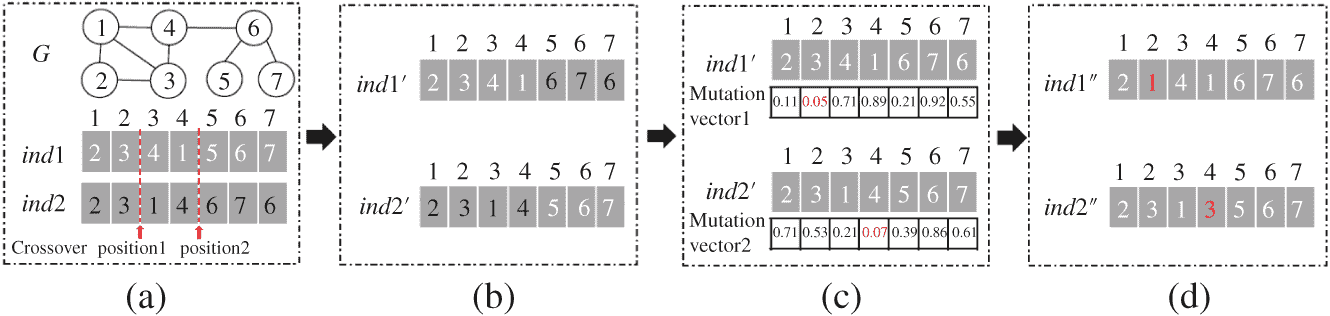 G
1 4 6
2 3 5 7
1 2 3 4 5 6 7
ind1 2 3 4 1 5 6 7
ind2 2 3 1 4 6 7 6
Crossover position1 position2
(a)
1 2 3 4 5 6 7
ind1′ 2 3 4 1 6 7 6
1 2 3 4 5 6 7
ind2′ 2 3 1 4 5 6 7
(b)
1 2 3 4 5 6 7
ind1′ 2 3 4 1 6 7 6
Mutation
vector1 0.11 0.05 0.71 0.89 0.21 0.92 0.55
1 2 3 4 5 6 7
ind2′ 2 3 1 4 5 6 7
Mutation
vector2 0.71 0.53 0.21 0.07 0.39 0.86 0.61
(c)
1 2 3 4 5 6 7
ind1″ 2 1 4 1 6 7 6
1 2 3 4 5 6 7
ind2″ 2 3 1 3 5 6 7
(d)